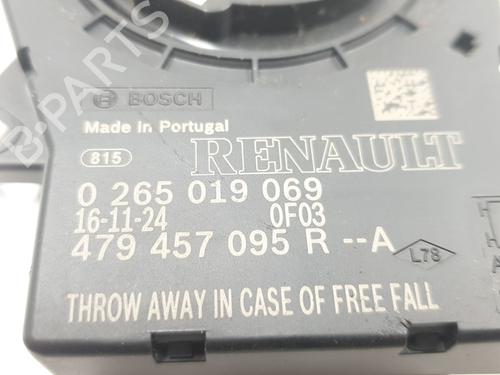 B-PARTS
BOSCH
Made in Portugal
815 RENAULT
0 265 019 069
16-11-24 0F03
479 457 095 R --A
L78
THROW AWAY IN CASE OF FREE FALL